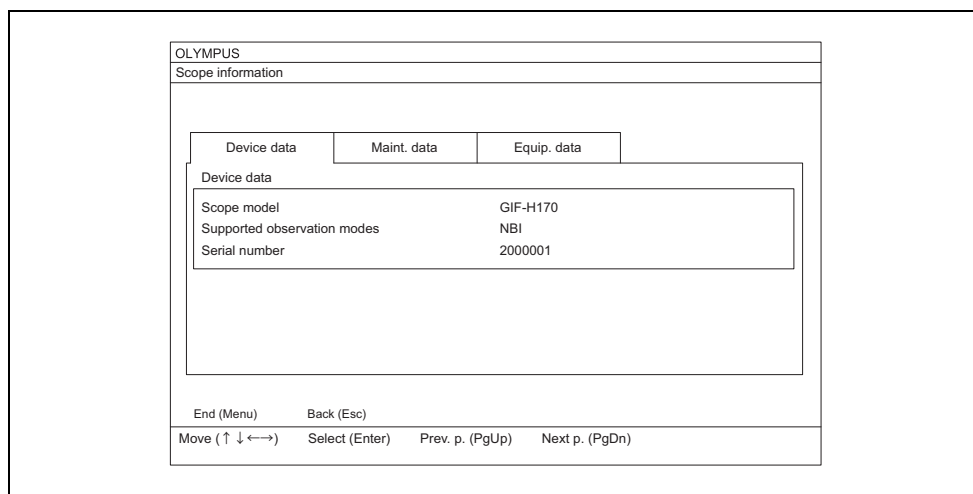 OLYMPUS
Scope information
Device data Maint. data Equip. data
Device data
Scope model GIF-H170
Supported observation modes NBI
Serial number 2000001
End (Menu) Back (Esc)
Move (↑↓←→) Select (Enter) Prev. p. (PgUp) Next p. (PgDn)